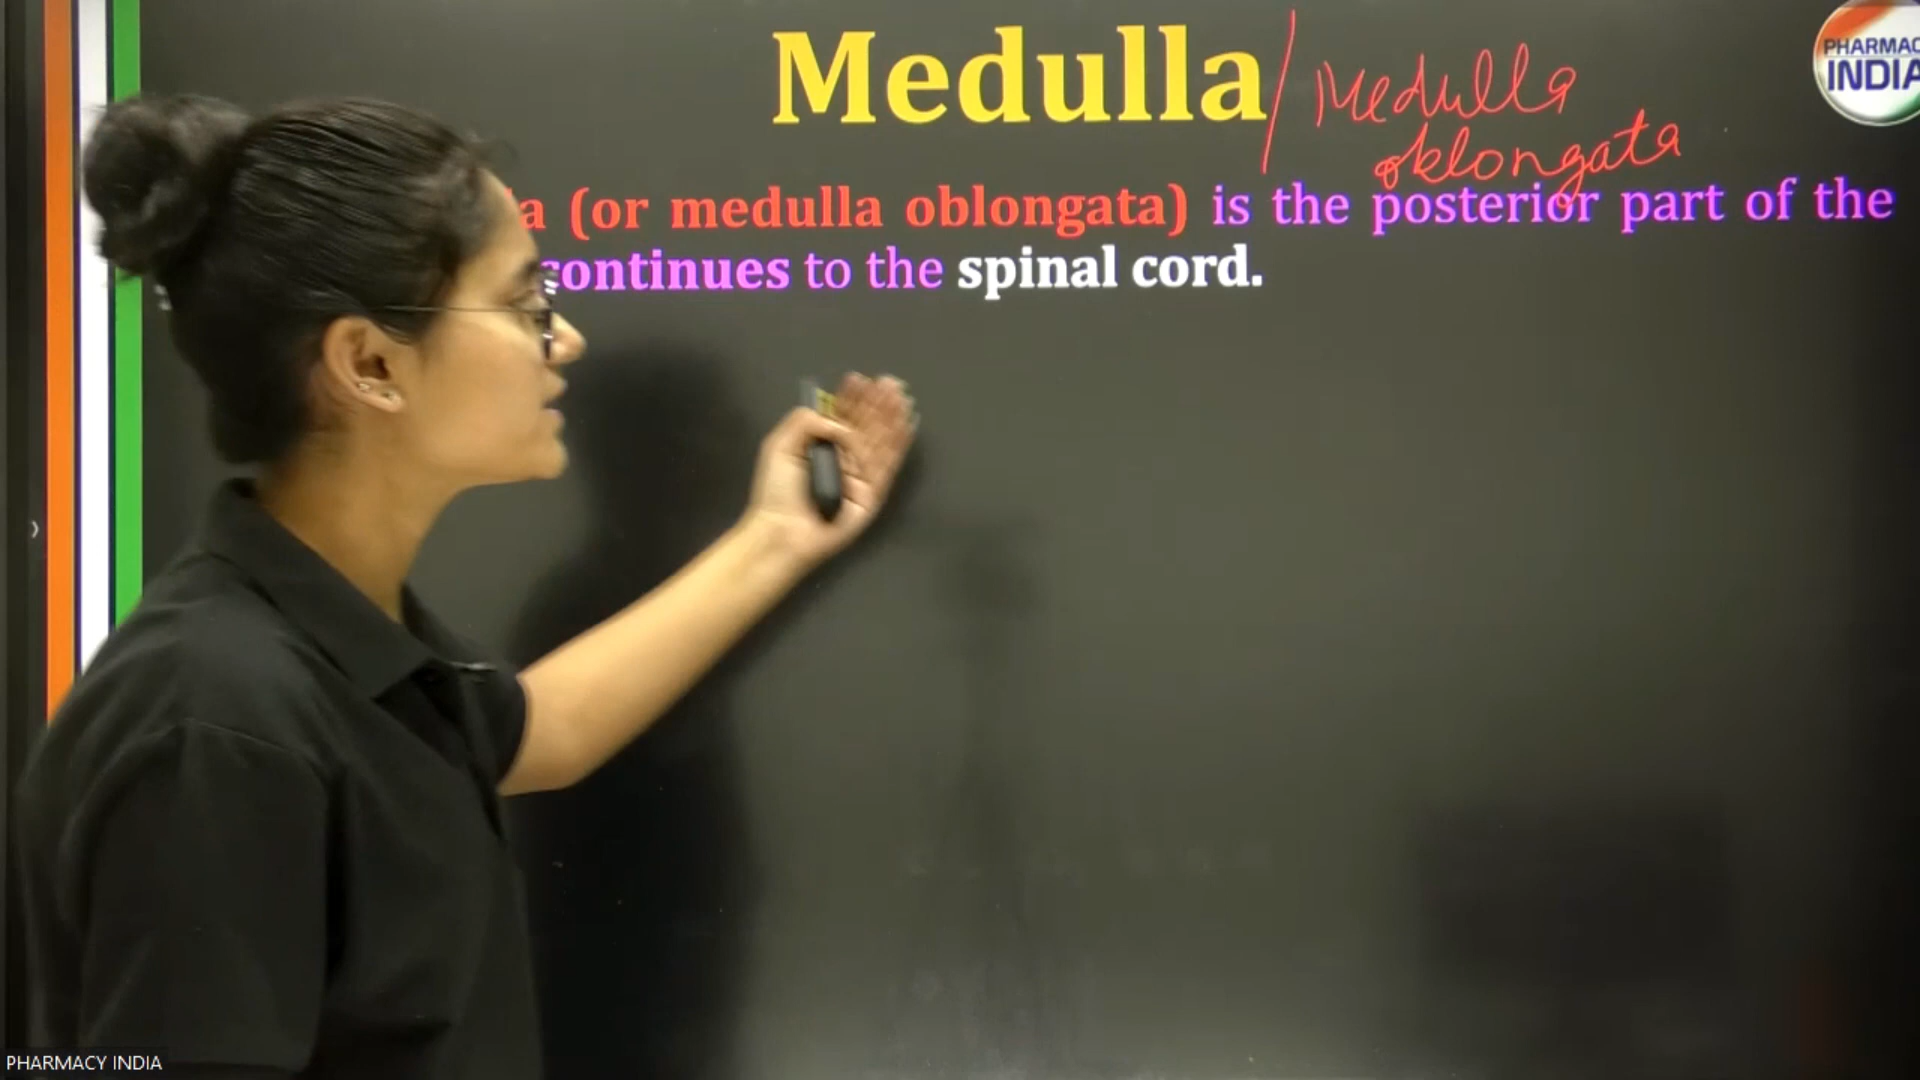 Medulla / Medulla
oblongata
PHARMAC
INDIA
a (or medulla oblongata) is the posterior part of the
continues to the spinal cord.
PHARMACY INDIA